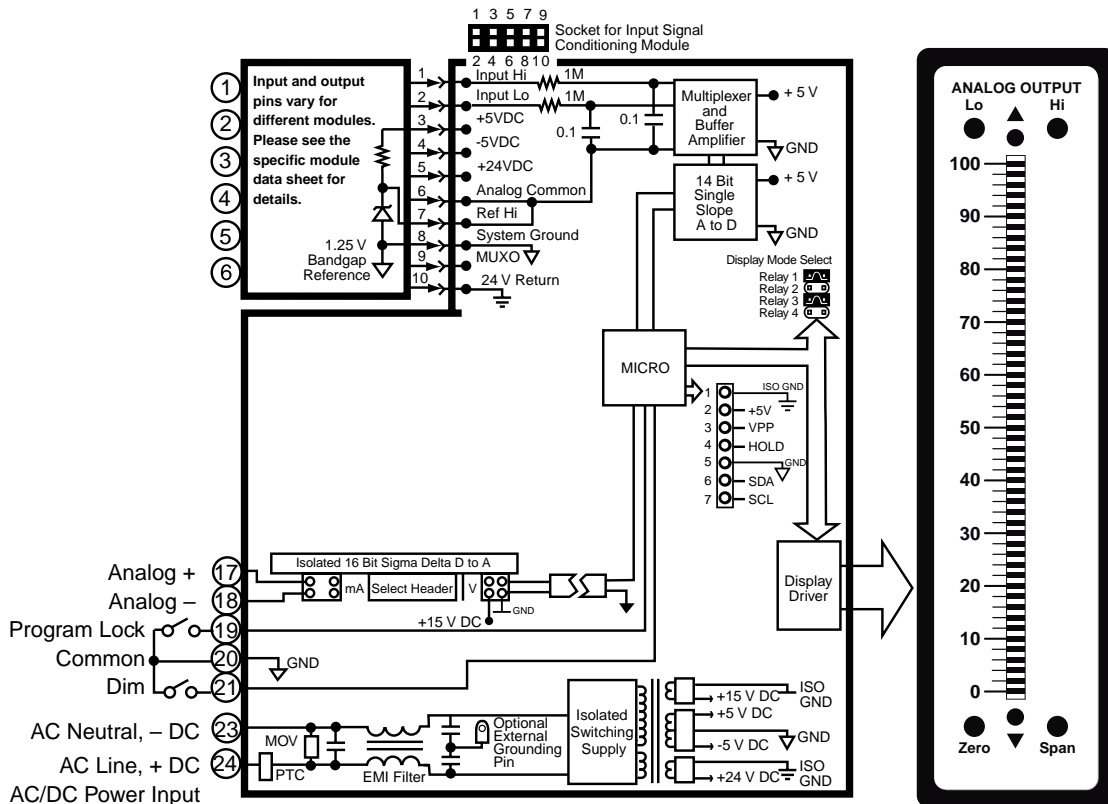 1 3 5 7 9
Socket for Input Signal
Conditioning Module
2 4 6 8 10
1
2
3
4
5
6
Input and output
pins vary for
different modules.
Please see the
specific module
data sheet for
details.
1.25 V
Bandgap
Reference
1
2
3
4
5
6
7
8
9
10
Input Hi
1M
Input Lo
1M
+5VDC
-5VDC
+24VDC
Analog Common
Ref Hi
System Ground
MUXO
24 V Return
0.1
0.1
Multiplexer
and
Buffer
Amplifier
+ 5 V
GND
14 Bit
Single
Slope
A to D
+ 5 V
GND
Display Mode Select
Relay 1
Relay 2
Relay 3
Relay 4
MICRO
1
ISO GND
2
+5V
3
VPP
4
HOLD
5
GND
6
SDA
7
SCL
Display
Driver
Isolated 16 Bit Sigma Delta D to A
mA
Select Header
V
GND
+15 V DC
Analog +
17
Analog –
18
Program Lock
19
Common
20
GND
Dim
21
AC Neutral, – DC
23
AC Line, + DC
24
AC/DC Power Input
MOV
PTC
EMI Filter
Optional
External
Grounding
Pin
Isolated
Switching
Supply
+15 V DC
ISO
GND
+5 V DC
GND
-5 V DC
+24 V DC
ISO
GND
ANALOG OUTPUT
Lo
Hi
100
90
80
70
60
50
40
30
20
10
0
Zero
Span